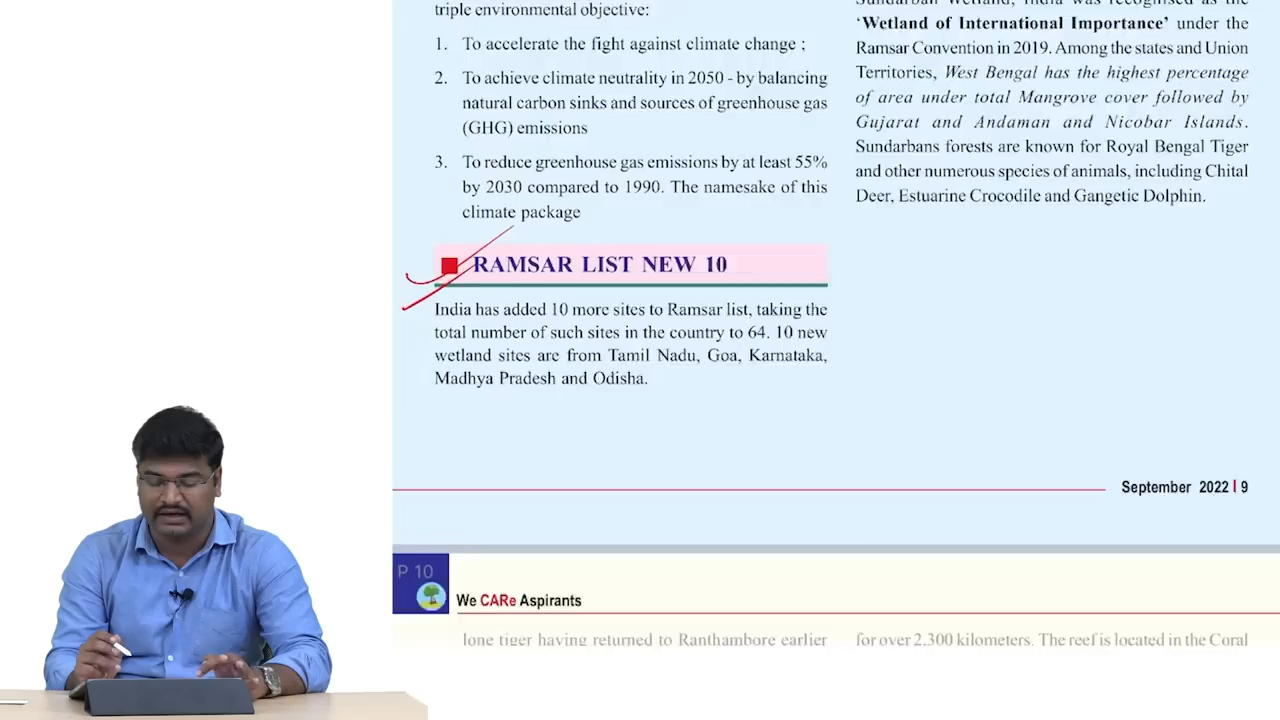 triple environmental objective:
1. To accelerate the fight against climate change ;
2. To achieve climate neutrality in 2050 - by balancing
natural carbon sinks and sources of greenhouse gas
(GHG) emissions
3. To reduce greenhouse gas emissions by at least 55%
by 2030 compared to 1990. The namesake of this
climate package
RAMSAR LIST NEW 10
India has added 10 more sites to Ramsar list, taking the
total number of such sites in the country to 64. 10 new
wetland sites are from Tamil Nadu, Goa, Karnataka,
Madhya Pradesh and Odisha.
Sundarban Wetland, India was recognised as the
‘Wetland of International Importance’ under the
Ramsar Convention in 2019. Among the states and Union
Territories, West Bengal has the highest percentage
of area under total Mangrove cover followed by
Gujarat and Andaman and Nicobar Islands.
Sundarbans forests are known for Royal Bengal Tiger
and other numerous species of animals, including Chital
Deer, Estuarine Crocodile and Gangetic Dolphin.
September 2022 | 9
P 10
We CARe Aspirants
lone tiger having returned to Ranthambore earlier
for over 2,300 kilometers. The reef is located in the Coral